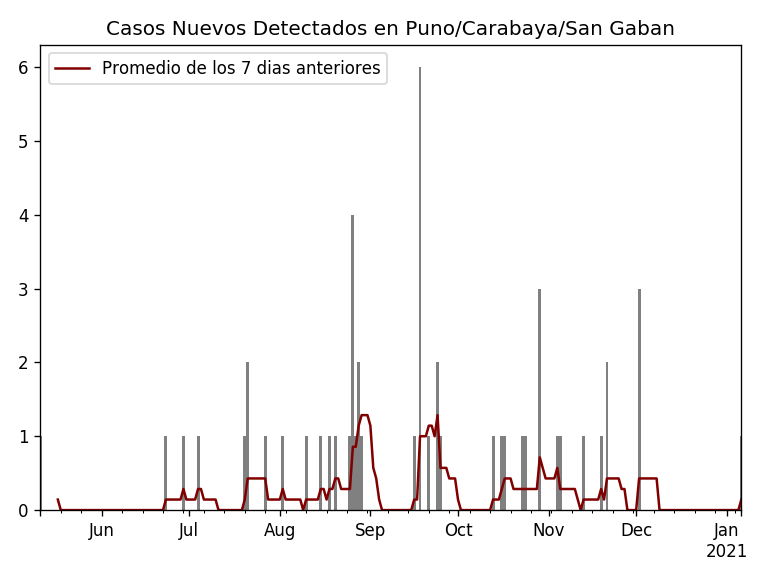 Casos Nuevos Detectados en Puno/Carabaya/San Gaban
Promedio de los 7 dias anteriores
6
5
4
3
2
1
0
Jun Jul Aug Sep Oct Nov Dec Jan
2021